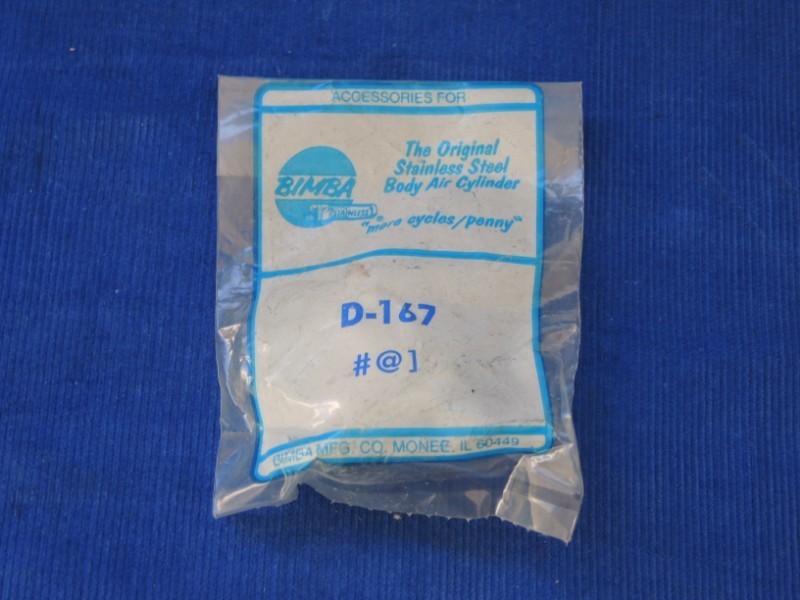 ACCESSORIES FOR
BIMBA
STAINLESS
The Original
Stainless Steel
Body Air Cylinder
"more cycles/penny"
D-167
#@]
BIMBA MFG. CO. MONEE, IL 60449